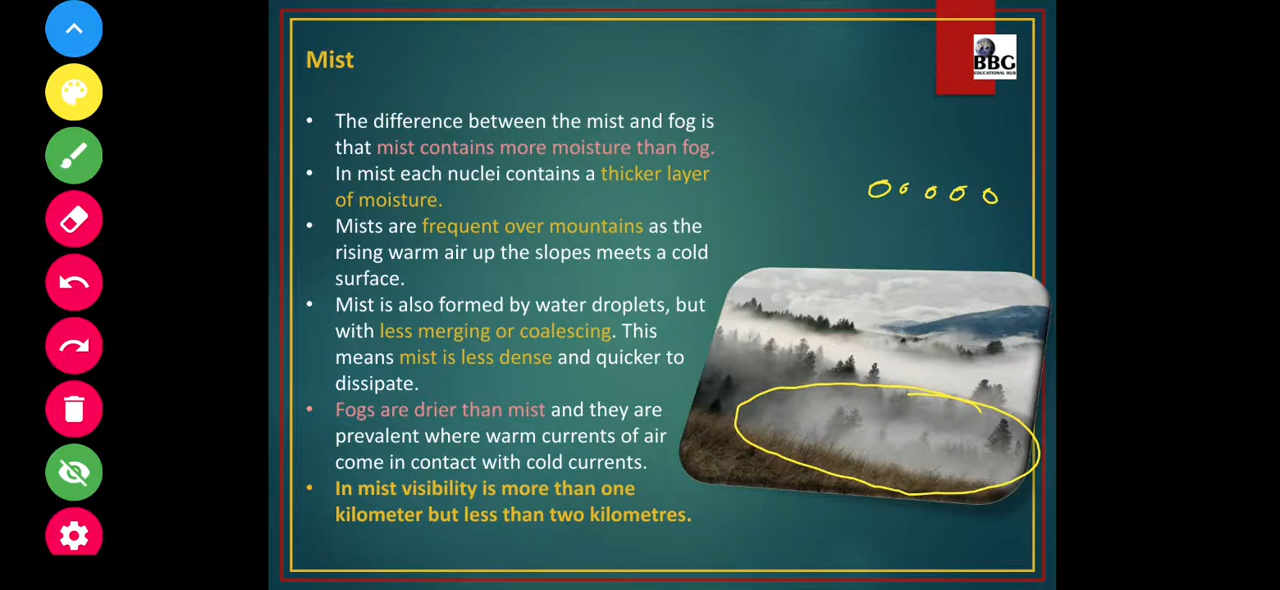 Mist
BBG
EDUCATIONAL HUB
• The difference between the mist and fog is
that mist contains more moisture than fog.
• In mist each nuclei contains a thicker layer
of moisture.
• Mists are frequent over mountains as the
rising warm air up the slopes meets a cold
surface.
• Mist is also formed by water droplets, but
with less merging or coalescing. This
means mist is less dense and quicker to
dissipate.
• Fogs are drier than mist and they are
prevalent where warm currents of air
come in contact with cold currents.
• In mist visibility is more than one
kilometer but less than two kilometres.